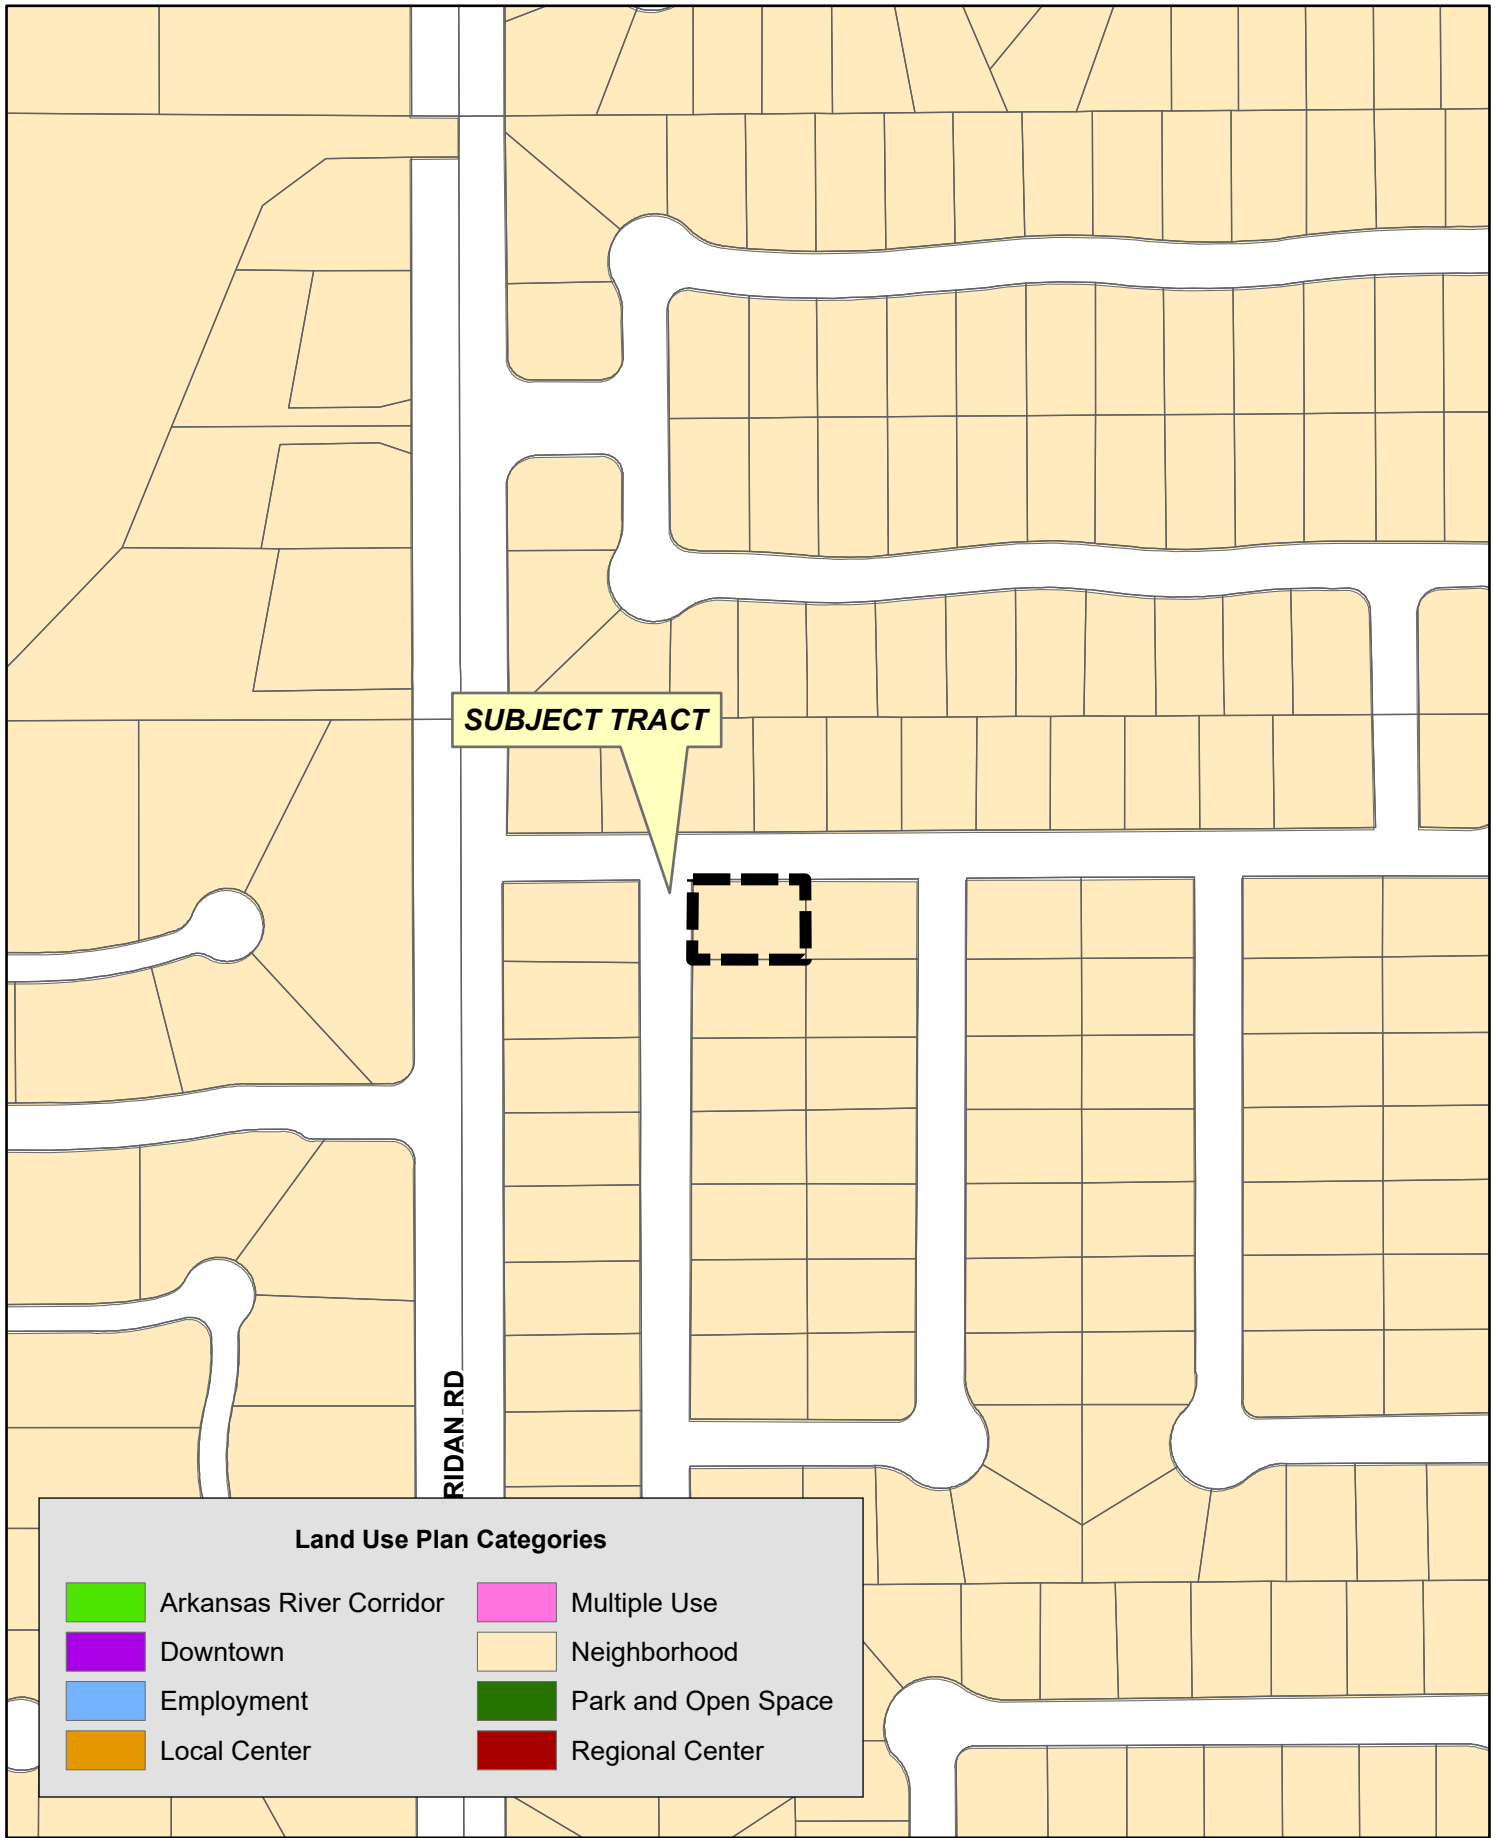 SUBJECT TRACT
RIDAN RD
Land Use Plan Categories
Arkansas River Corridor
Downtown
Employment
Local Center
Multiple Use
Neighborhood
Park and Open Space
Regional Center